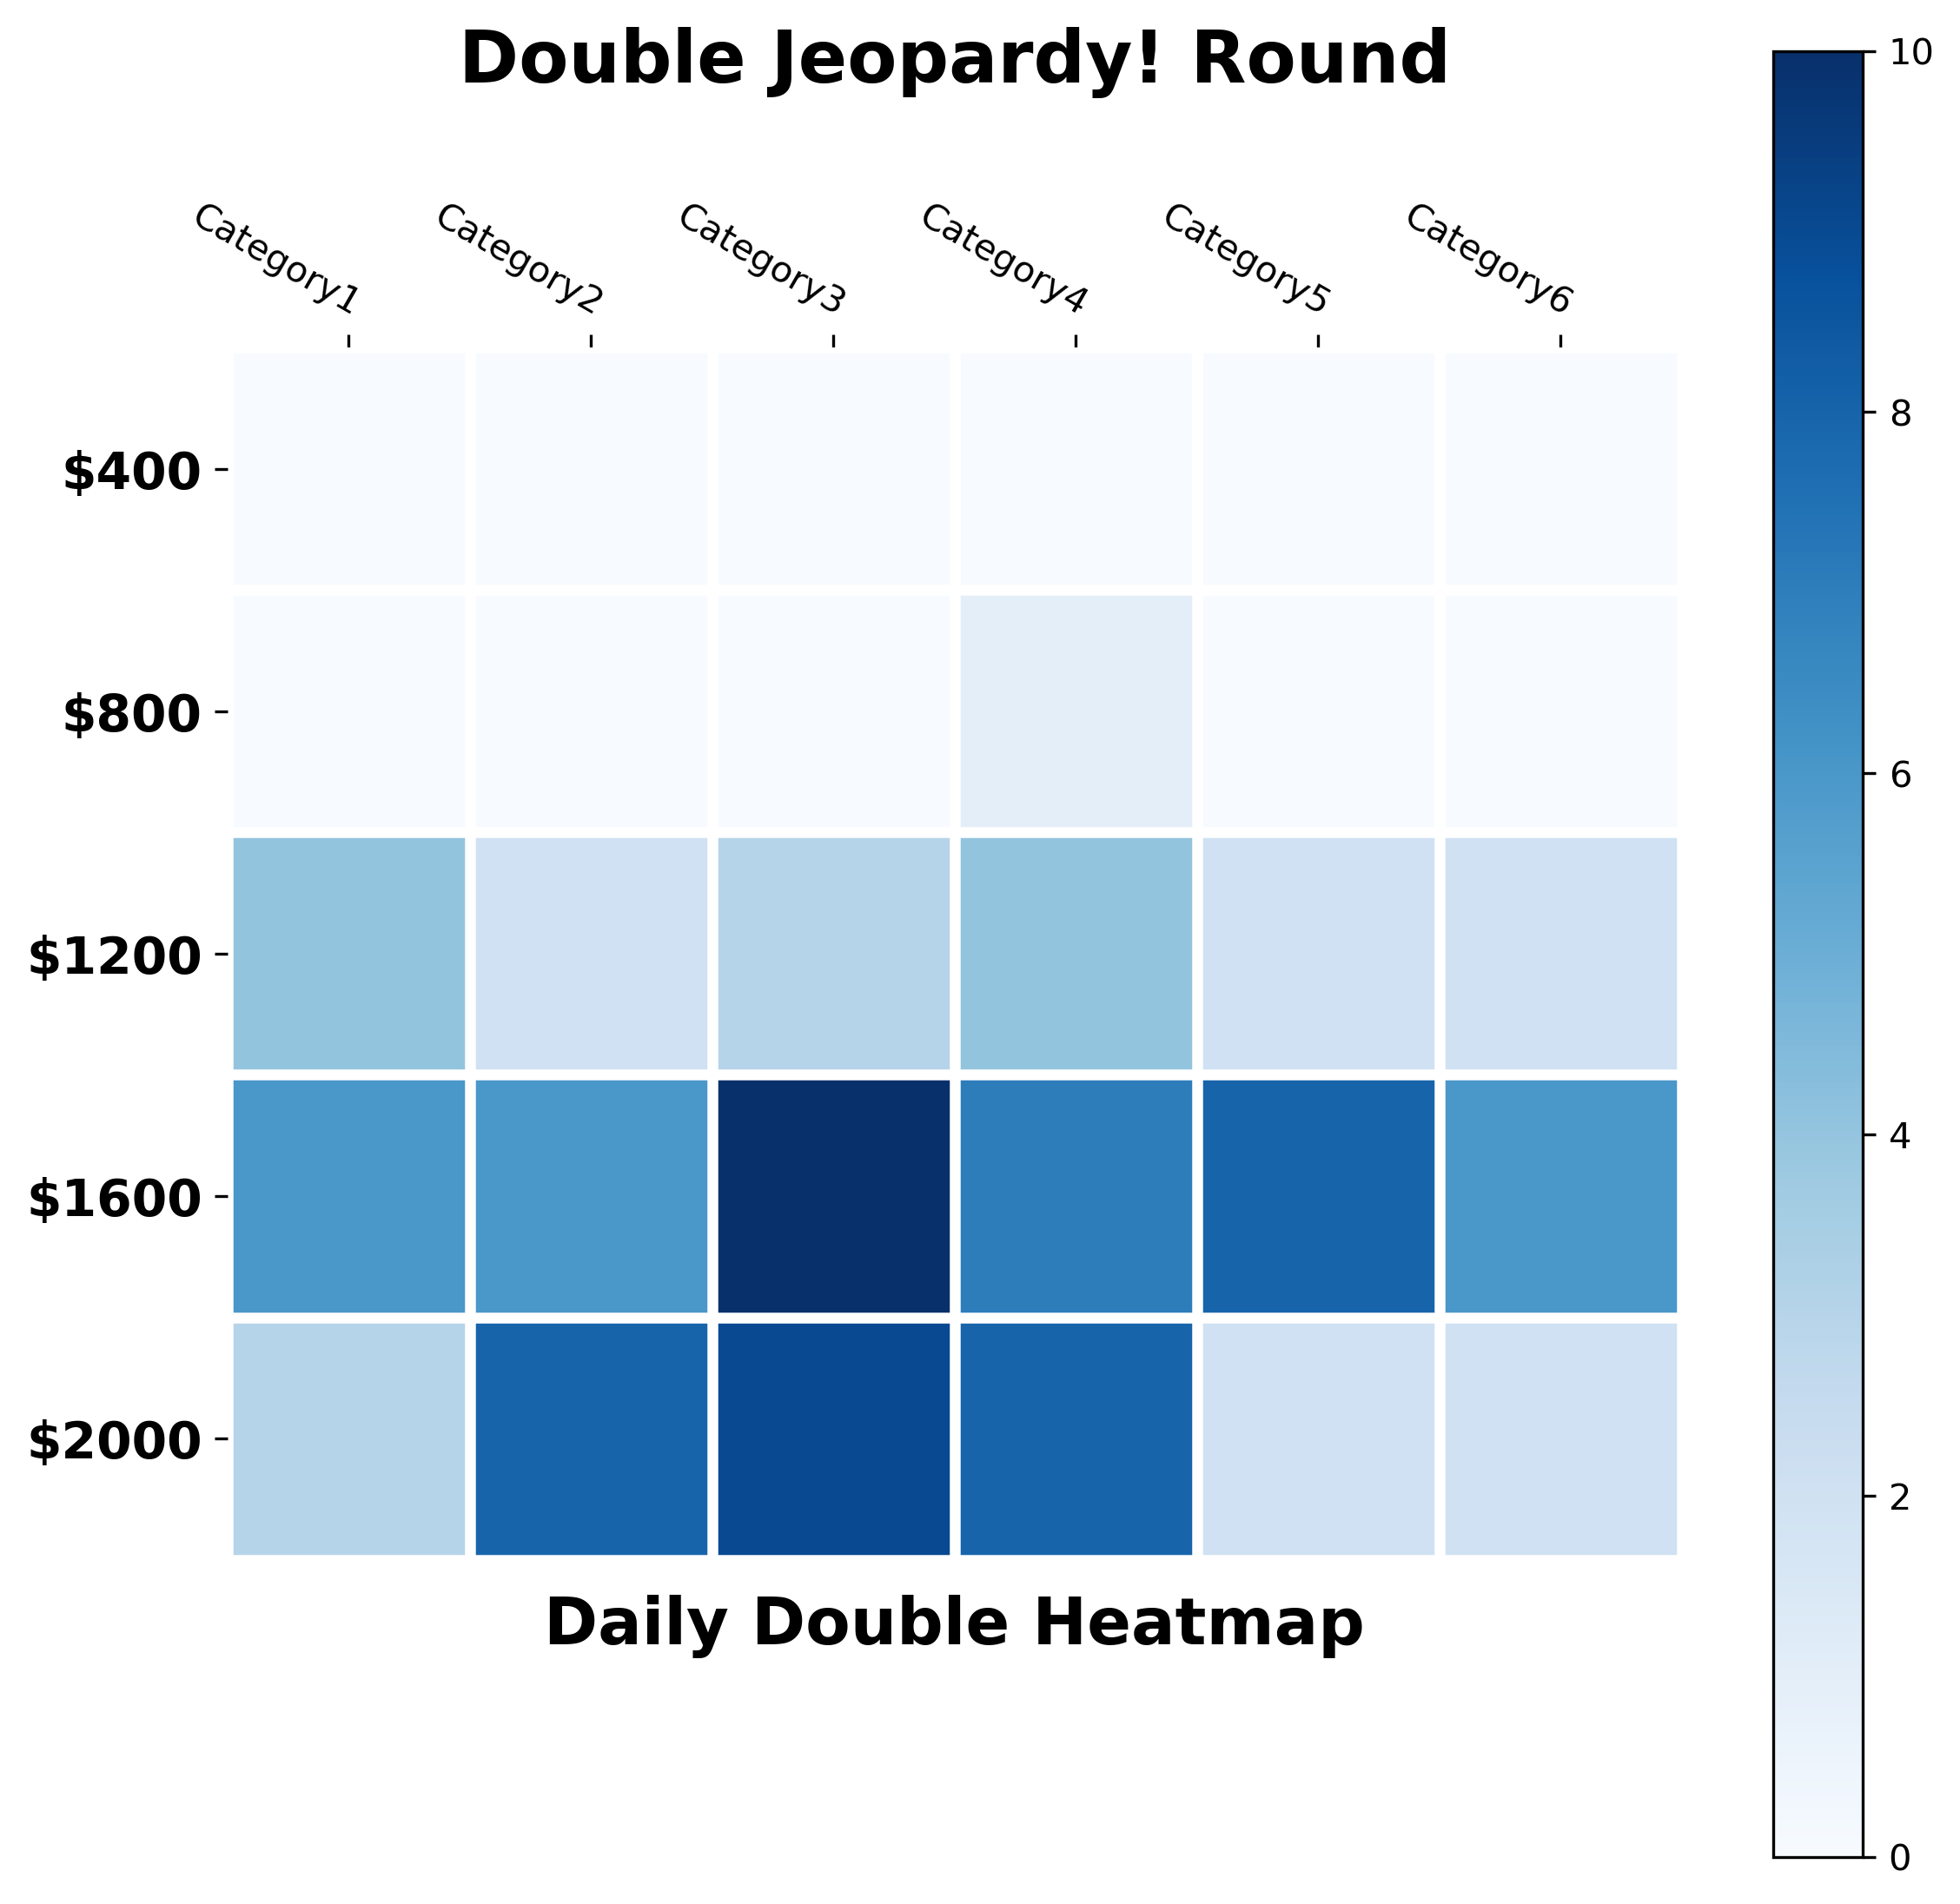 Double Jeopardy! Round
Category1
Category2
Category3
Category4
Category5
Category6
$400
$800
$1200
$1600
$2000
Daily Double Heatmap
10
8
6
4
2
0